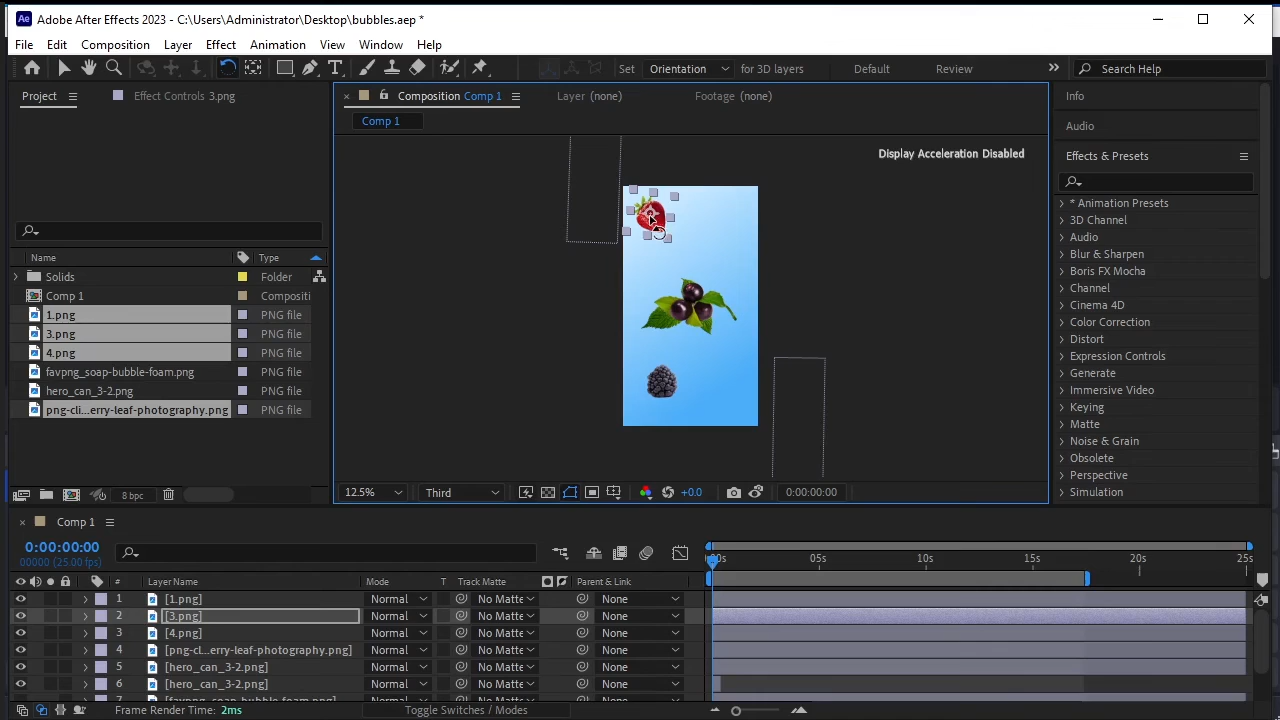 Adobe After Effects 2023 - C:\Users\Administrator\Desktop\bubbles.aep *
File Edit Composition Layer Effect Animation View Window Help
Set Orientation for 3D layers Default Review Search Help
Project Effect Controls 3.png
Composition Comp 1 Layer (none) Footage (none)
Info
Comp 1
Audio
Display Acceleration Disabled
Effects & Presets
Name Type
* Animation Presets
3D Channel
Audio
Blur & Sharpen
Boris FX Mocha
Channel
Cinema 4D
Color Correction
Distort
Expression Controls
Generate
Immersive Video
Keying
Matte
Noise & Grain
Obsolete
Perspective
Simulation
Solids Folder
Comp 1 Compositi
1.png PNG file
3.png PNG file
4.png PNG file
favpng_soap-bubble-foam.png PNG file
hero_can_3-2.png PNG file
png-cli...erry-leaf-photography.png PNG file
8 bpc
12.5% Third +0.0 0:00:00:00
Comp 1
0:00:00:00
00000 (25.00 fps)
:00s 05s 10s 15s 20s 25s
# Layer Name Mode T Track Matte Parent & Link
1 [1.png] Normal No Matte None
2 [3.png] Normal No Matte None
3 [4.png] Normal No Matte None
4 [png-cl...erry-leaf-photography.png] Normal No Matte None
5 [hero_can_3-2.png] Normal No Matte None
6 [hero_can_3-2.png] Normal No Matte None
Frame Render Time: 2ms Toggle Switches / Modes